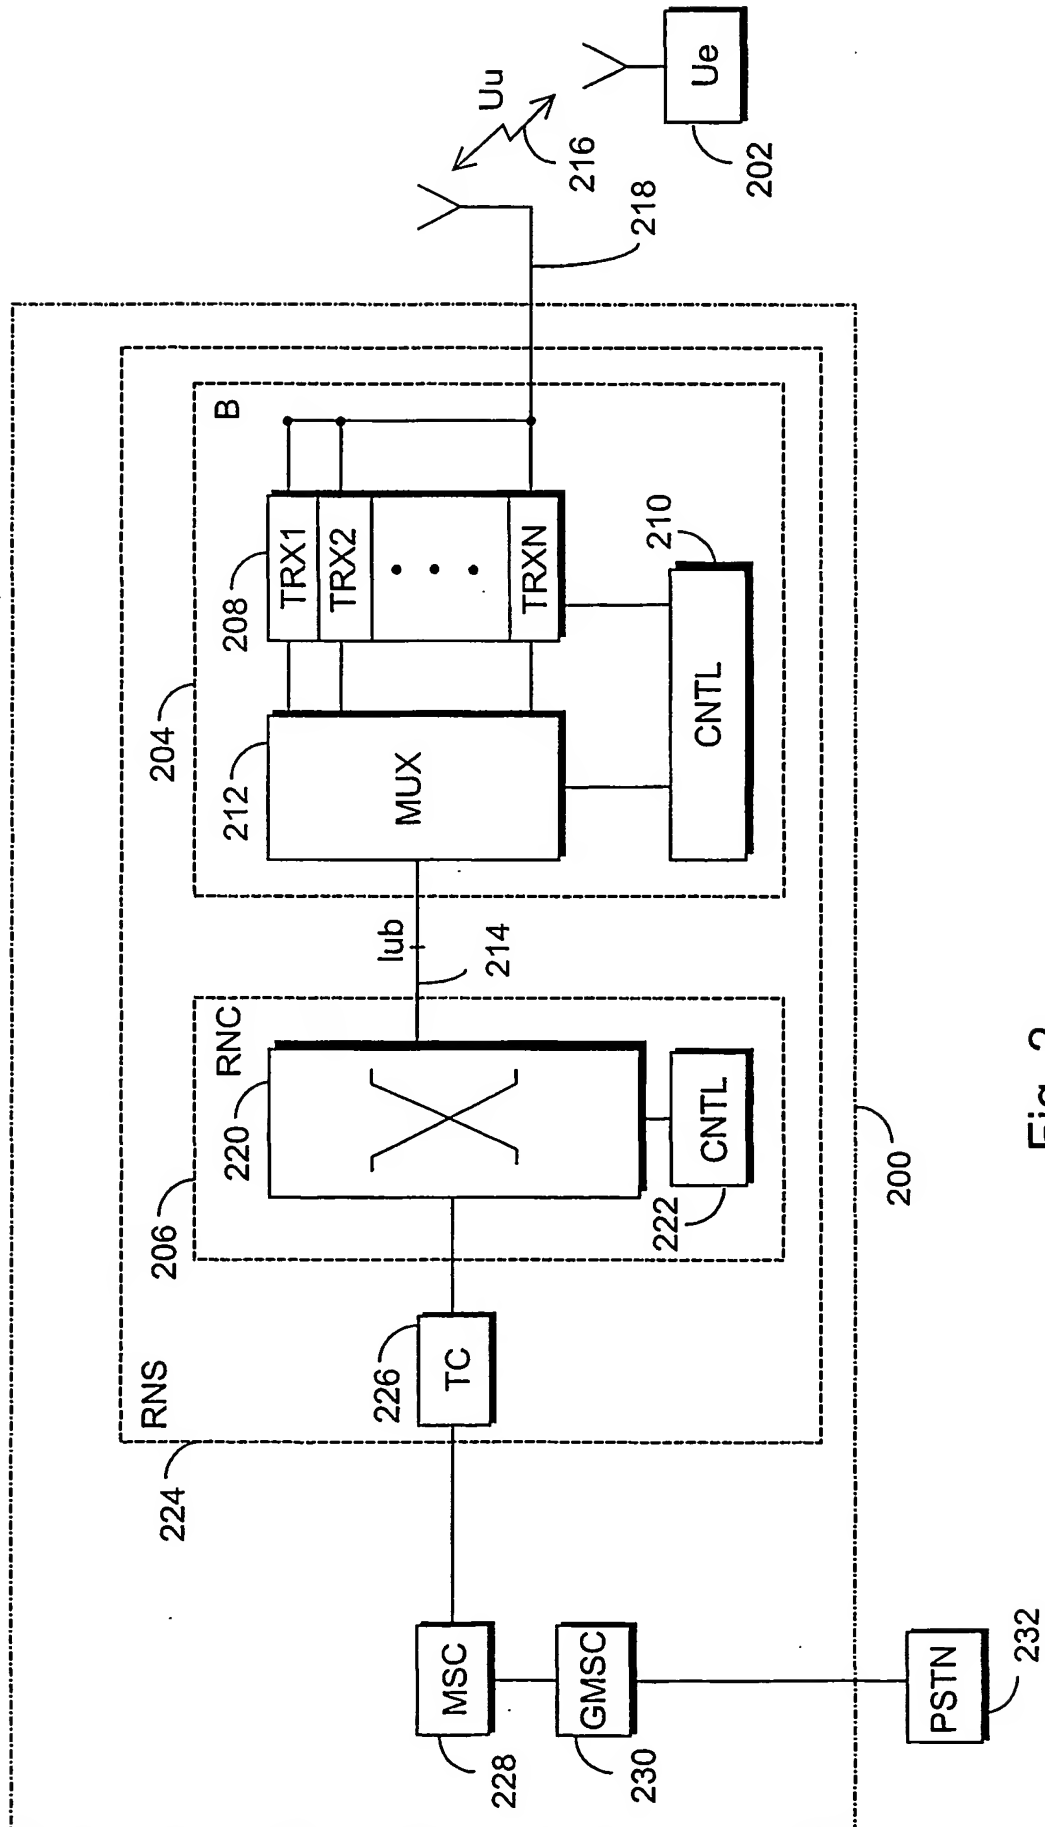 Uu
Ue
216
202
218
B
TRX1
TRX2
TRXN
208
210
204
212
MUX
CNTL
Iub
214
RNC
220
206
CNTL
222
200
226
TC
RNS
224
MSC
228
GMSC
230
PSTN
232
Fig.